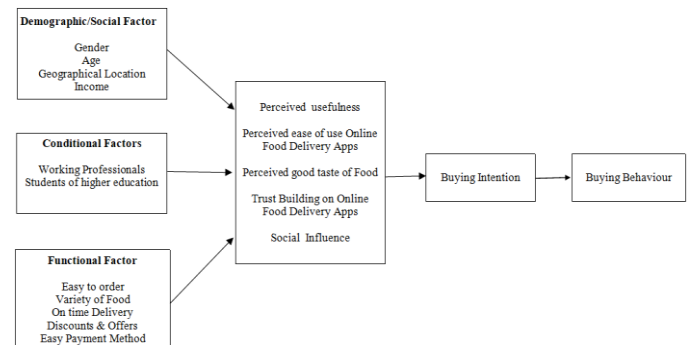 Demographic/Social Factor
Gender
Age
Geographical Location
Income
Conditional Factors
Working Professionals
Students of higher education
Functional Factor
Easy to order
Variety of Food
On time Delivery
Discounts & Offers
Easy Payment Method
Perceived usefulness
Perceived ease of use Online
Food Delivery Apps
Perceived good taste of Food
Trust Building on Online
Food Delivery Apps
Social Influence
Buying Intention
Buying Behaviour